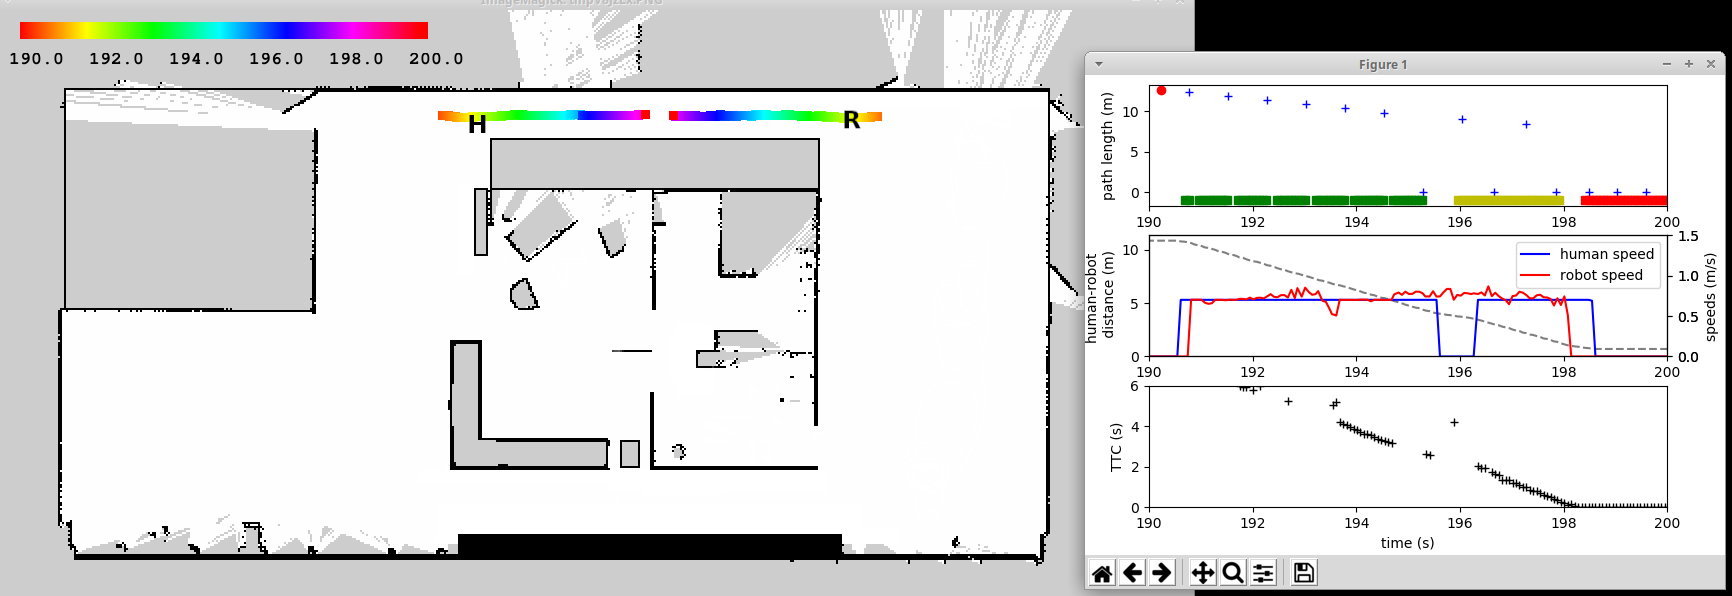 190.0 192.0 194.0 196.0 198.0 200.0
H
R
Figure 1
path length (m)
10
5
0
190 192 194 196 198 200
human-robot
distance (m)
10
5
0
human speed
robot speed
1.5
1.0
0.5
0.0
speeds (m/s)
190 192 194 196 198 200
TTC (s)
6
4
2
0
190 192 194 196 198 200
time (s)